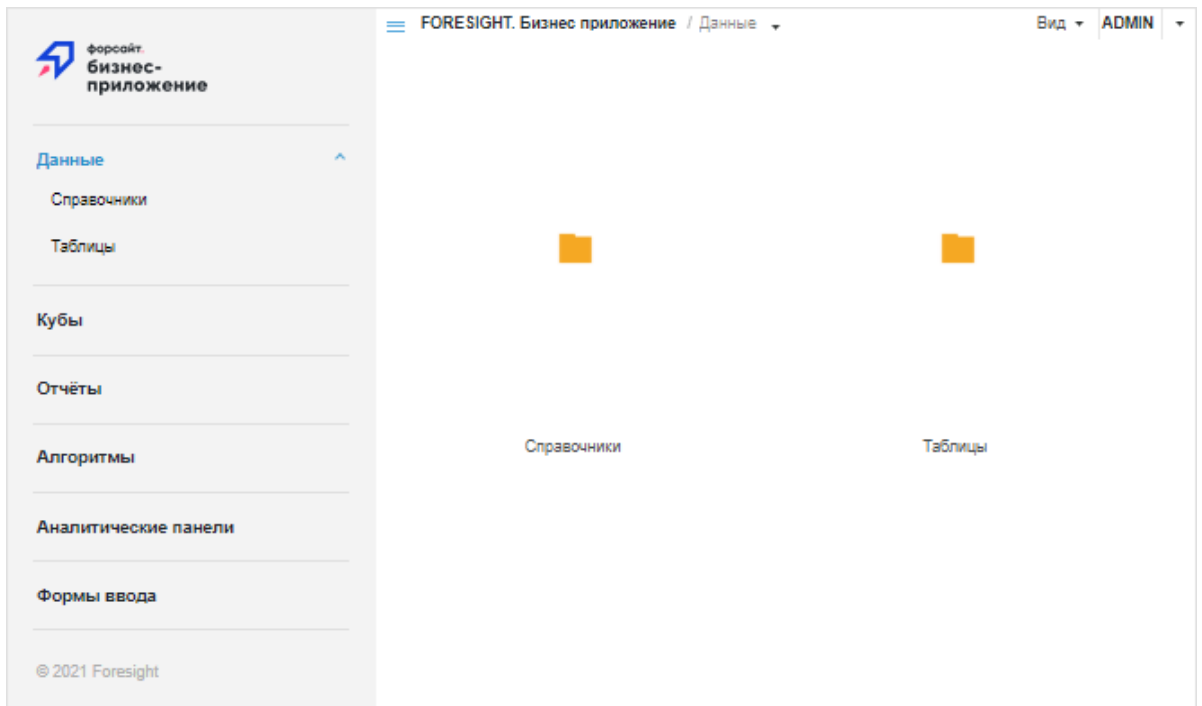 форсайт.
бизнес-
приложение
FORESIGHT. Бизнес приложение / Данные
Вид
ADMIN
Данные
Справочники
Таблицы
Кубы
Отчёты
Алгоритмы
Аналитические панели
Формы ввода
© 2021 Foresight
Справочники
Таблицы